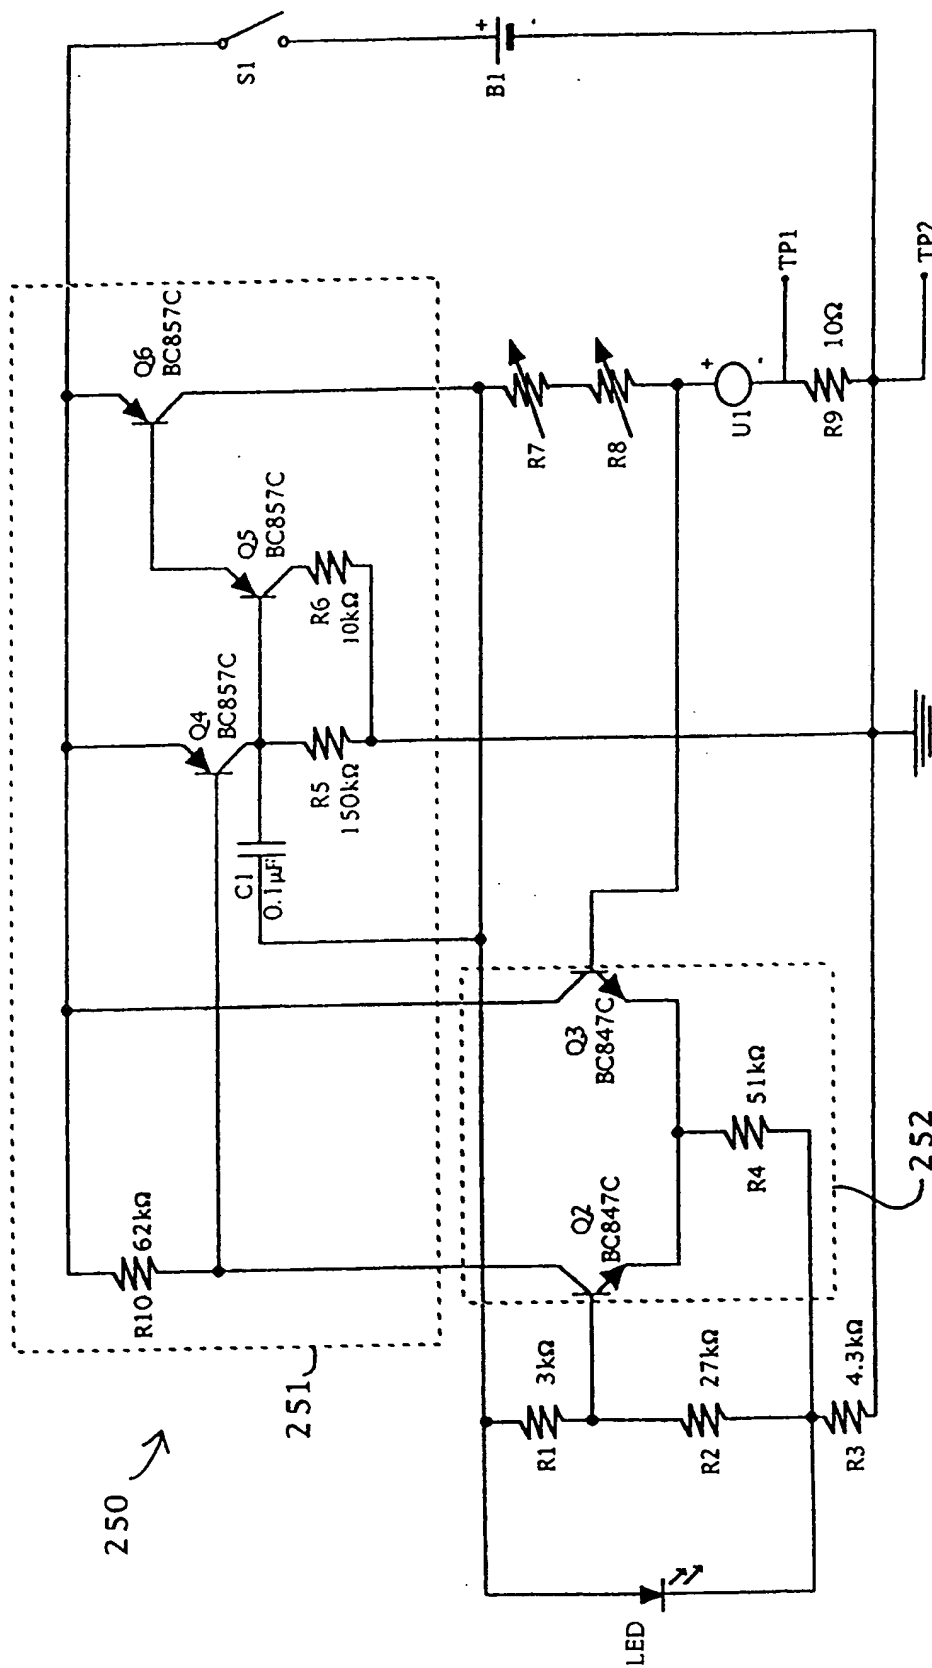 250
251
R10
62kΩ
Q4
BC857C
Q5
BC857C
Q6
BC857C
C1
0.1μF
R5
150kΩ
R6
10kΩ
S1
+
B1
LED
R1
3kΩ
R2
27kΩ
R3
4.3kΩ
Q2
BC847C
Q3
BC847C
R4
51kΩ
252
R7
R8
+
U1
R9
10Ω
TP1
TP2